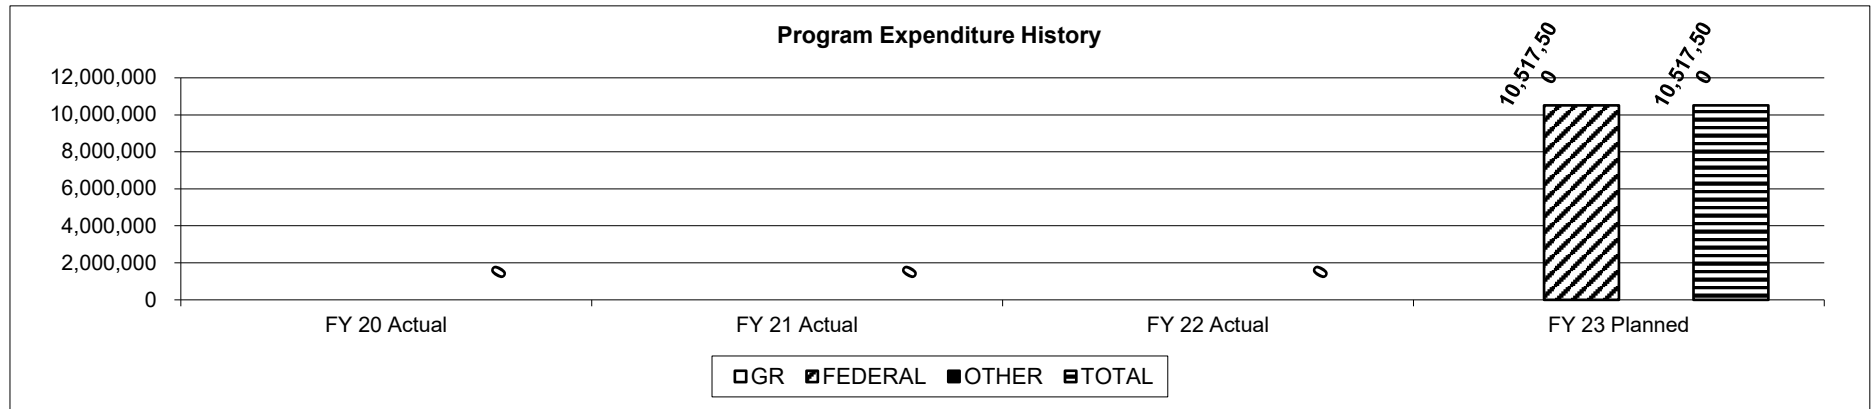 Program Expenditure History
10,517,50
0
10,517,50
0
12,000,000
10,000,000
8,000,000
6,000,000
4,000,000
2,000,000
0
0
0
0
FY 20 Actual
FY 21 Actual
FY 22 Actual
FY 23 Planned
GR FEDERAL OTHER TOTAL